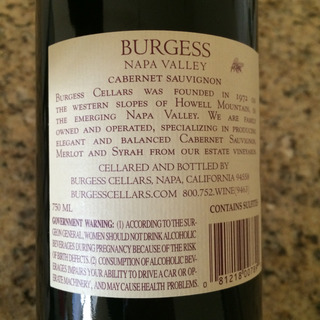 BURGESS
NAPA VALLEY
CABERNET SAUVIGNON
BURGESS CELLARS WAS FOUNDED IN 1972
THE WESTERN SLOPES OF HOWELL MOUNTAIN,
THE EMERGING NAPA VALLEY. WE ARE FAMILY
OWNED AND OPERATED, SPECIALIZING IN PRODUCING
ELEGANT AND BALANCED CABERNET SAUVIGNON,
MERLOT AND SYRAH FROM OUR ESTATE VINEYARDS
CELLARED AND BOTTLED BY
BURGESS CELLARS, NAPA, CALIFORNIA
BURGESSCELLARS.COM 800.752.WINE
750 ML CONTAINS SULFITES
GOVERNMENT WARNING: (1) ACCORDING TO THE SUR-
GEON GENERAL, WOMEN SHOULD NOT DRINK ALCOHOLIC
BEVERAGES DURING PREGNANCY BECAUSE OF THE RISK
OF BIRTH DEFECTS. (2) CONSUMPTION OF ALCOHOLIC BEV-
ERAGES IMPAIRS YOUR ABILITY TO DRIVE A CAR OR OP-
ERATE MACHINERY, AND MAY CAUSE HEALTH PROBLEMS.